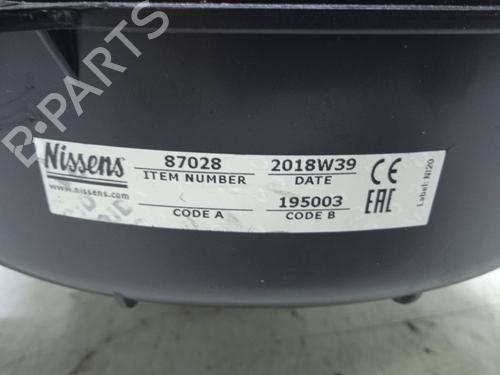 Nissens
www.nissens.com
87028
ITEM NUMBER
2018W39
DATE
CODE A
195003
CODE B
CE
EAC
Label: NI20
B-PARTS